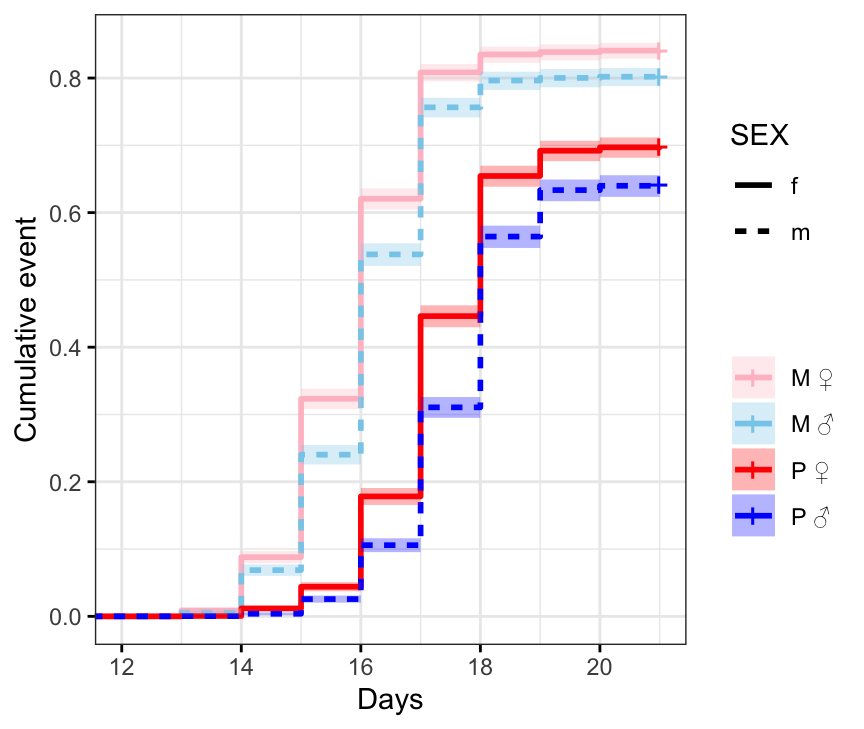 Cumulative event
0.8
0.6
0.4
0.2
0.0
12 14 16 18 20
Days
SEX
f
m
M ♀
M ♂
P ♀
P ♂